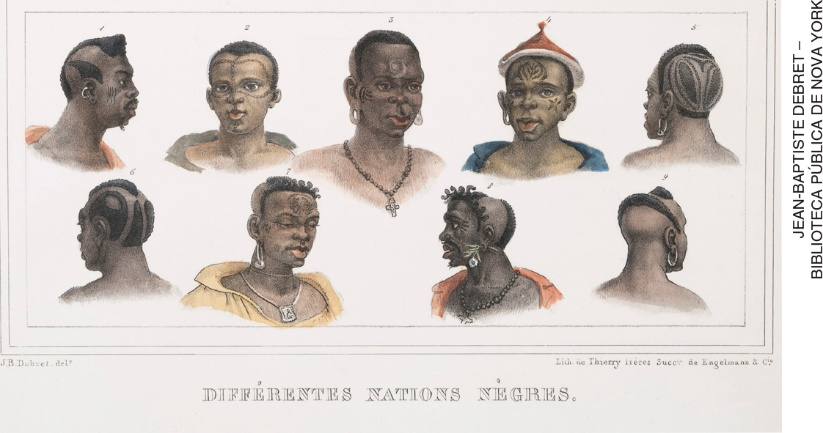 1 2 3 4 5
6 7 8 9
J.B. Debret, delt.
Lith. de Thierry frères Succrs de Engelmann & Cie
DIFFÉRENTES NATIONS NÈGRES.
JEAN-BAPTISTE DEBRET –
BIBLIOTECA PÚBLICA DE NOVA YORK